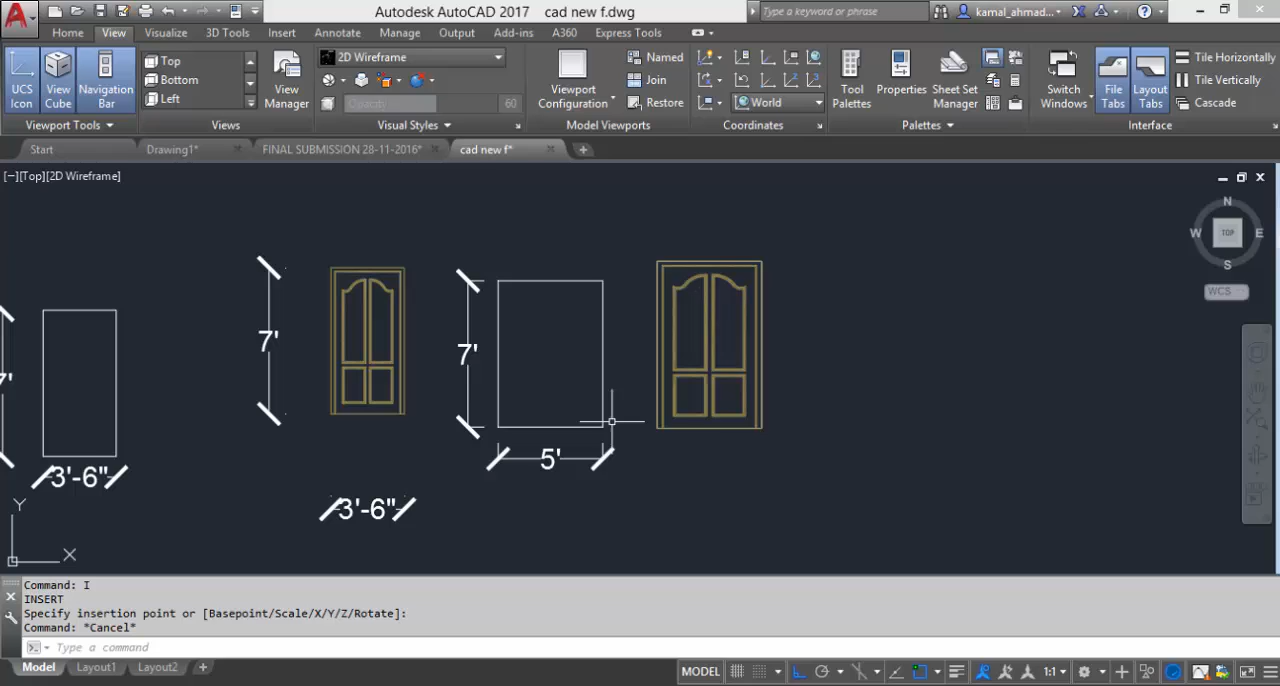 Autodesk AutoCAD 2017 cad new f.dwg
Type a keyword or phrase
kamal_ahmad...
Home View Visualize 3D Tools Insert Annotate Manage Output Add-ins A360 Express Tools
UCS Icon
View Cube
Navigation Bar
Viewport Tools
Top
Bottom
Left
View Manager
Views
2D Wireframe
Opacity 60
Visual Styles
Viewport Configuration
Named
Join
Restore
Model Viewports
World
Coordinates
Tool Palettes
Properties
Sheet Set Manager
Palettes
Switch Windows
File Tabs
Layout Tabs
Tile Horizontally
Tile Vertically
Cascade
Interface
Start Drawing1* FINAL SUBMISSION 28-11-2016* cad new f*
[−][Top][2D Wireframe]
N
W TOP E
S
WCS
7'
7'
7'
5'
3'-6"
3'-6"
Y
X
Command: I
INSERT
Specify insertion point or [Basepoint/Scale/X/Y/Z/Rotate]:
Command: *Cancel*
Type a command
Model Layout1 Layout2 +
MODEL 1:1